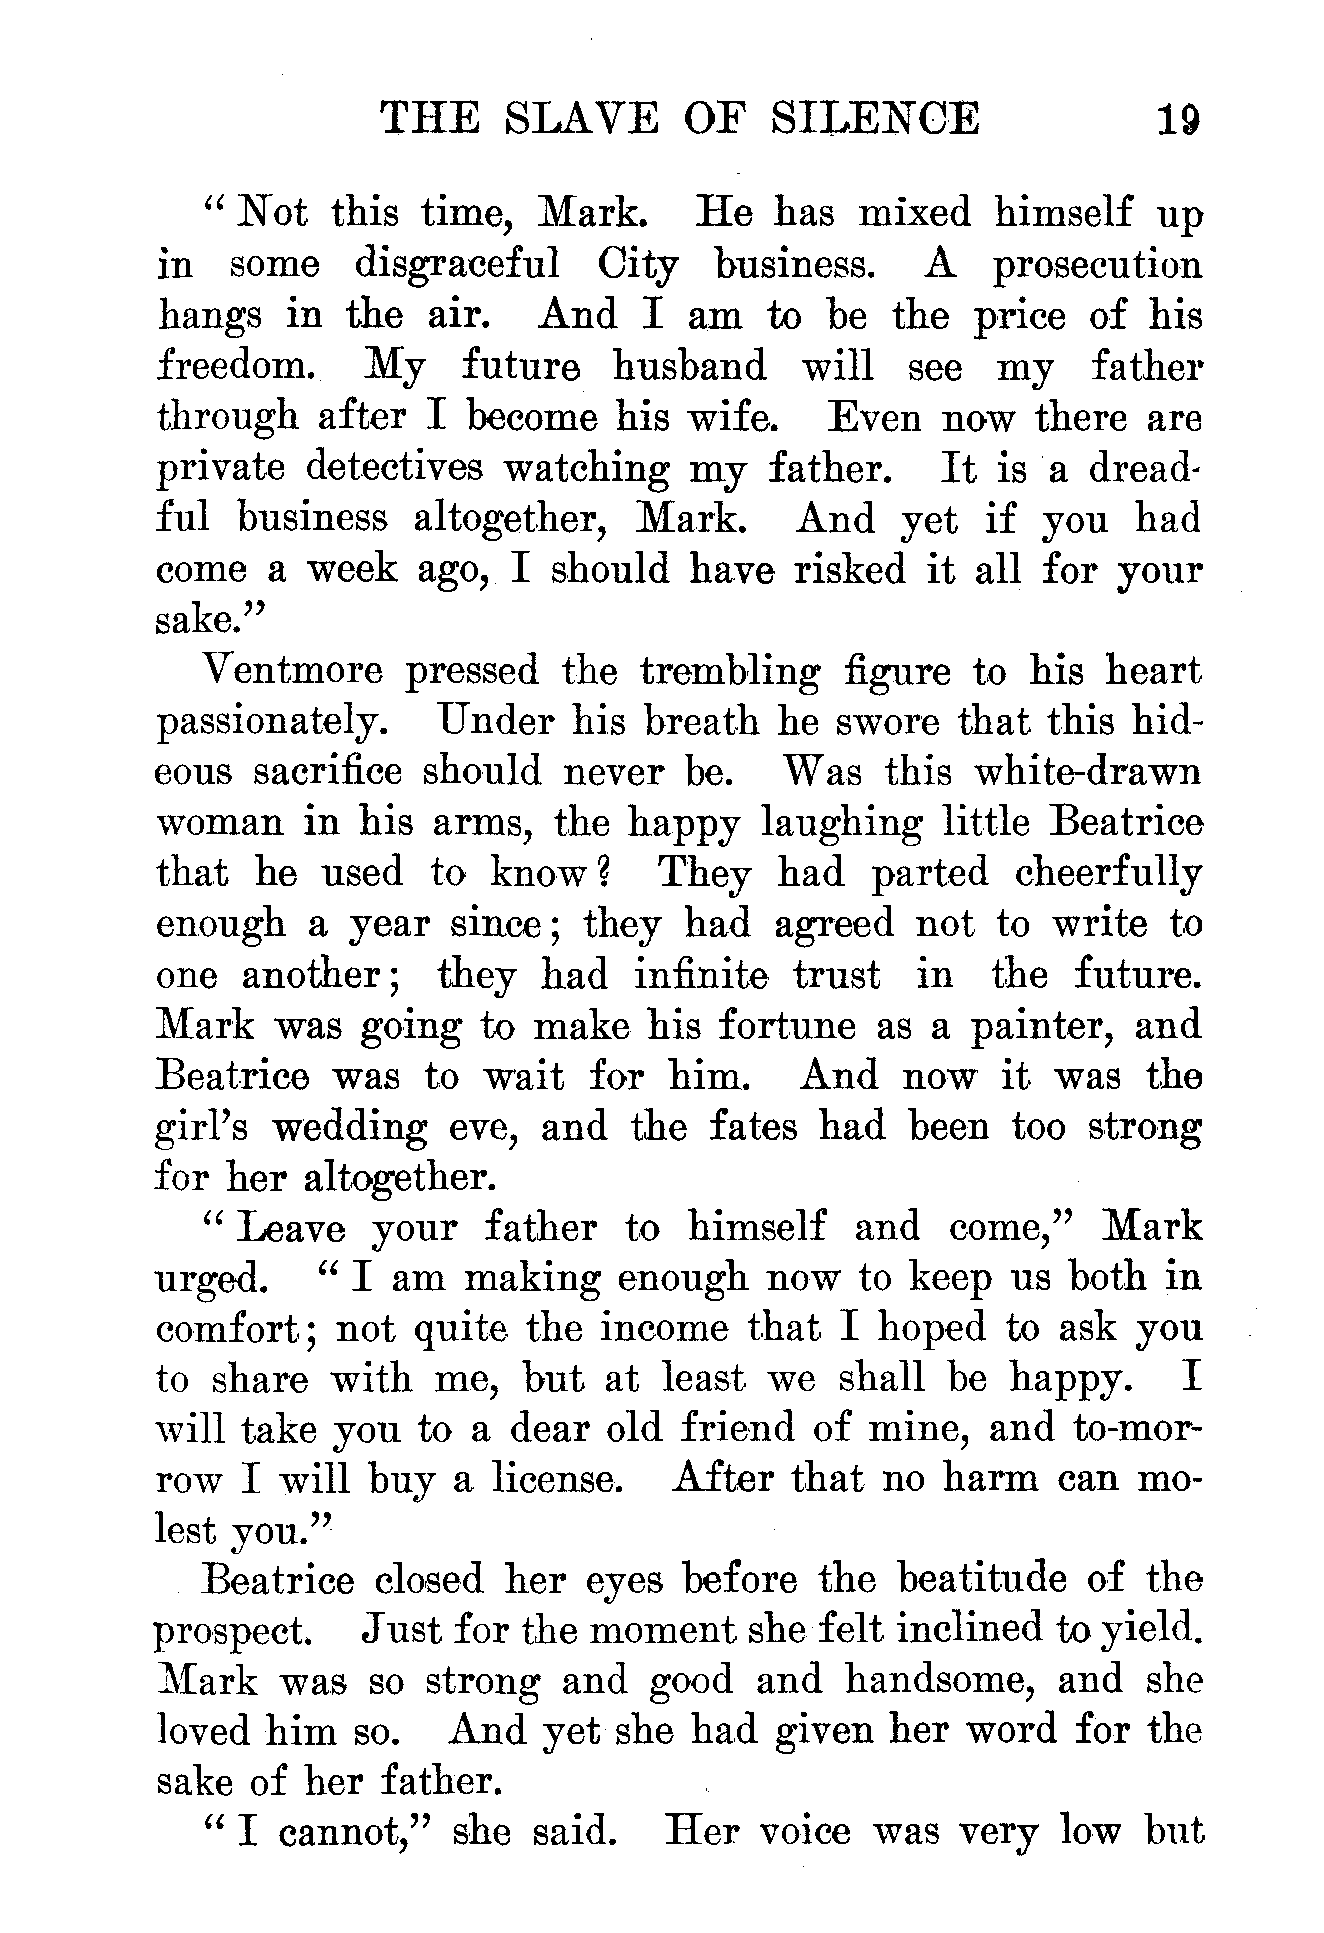 THE SLAVE OF SILENCE 19
“ Not this time, Mark. He has mixed himself up
in some disgraceful City business. A prosecution
hangs in the air. And I am to be the price of his
freedom. My future husband will see my father
through after I become his wife. Even now there are
private detectives watching my father. It is a dread-
ful business altogether, Mark. And yet if you had
come a week ago, I should have risked it all for your
sake.”
Ventmore pressed the trembling figure to his heart
passionately. Under his breath he swore that this hid-
eous sacrifice should never be. Was this white-drawn
woman in his arms, the happy laughing little Beatrice
that he used to know? They had parted cheerfully
enough a year since; they had agreed not to write to
one another; they had infinite trust in the future.
Mark was going to make his fortune as a painter, and
Beatrice was to wait for him. And now it was the
girl’s wedding eve, and the fates had been too strong
for her altogether.
“ Leave your father to himself and come,” Mark
urged. “ I am making enough now to keep us both in
comfort; not quite the income that I hoped to ask you
to share with me, but at least we shall be happy. I
will take you to a dear old friend of mine, and to-mor-
row I will buy a license. After that no harm can mo-
lest you.”
Beatrice closed her eyes before the beatitude of the
prospect. Just for the moment she felt inclined to yield.
Mark was so strong and good and handsome, and she
loved him so. And yet she had given her word for the
sake of her father.
“ I cannot,” she said. Her voice was very low but